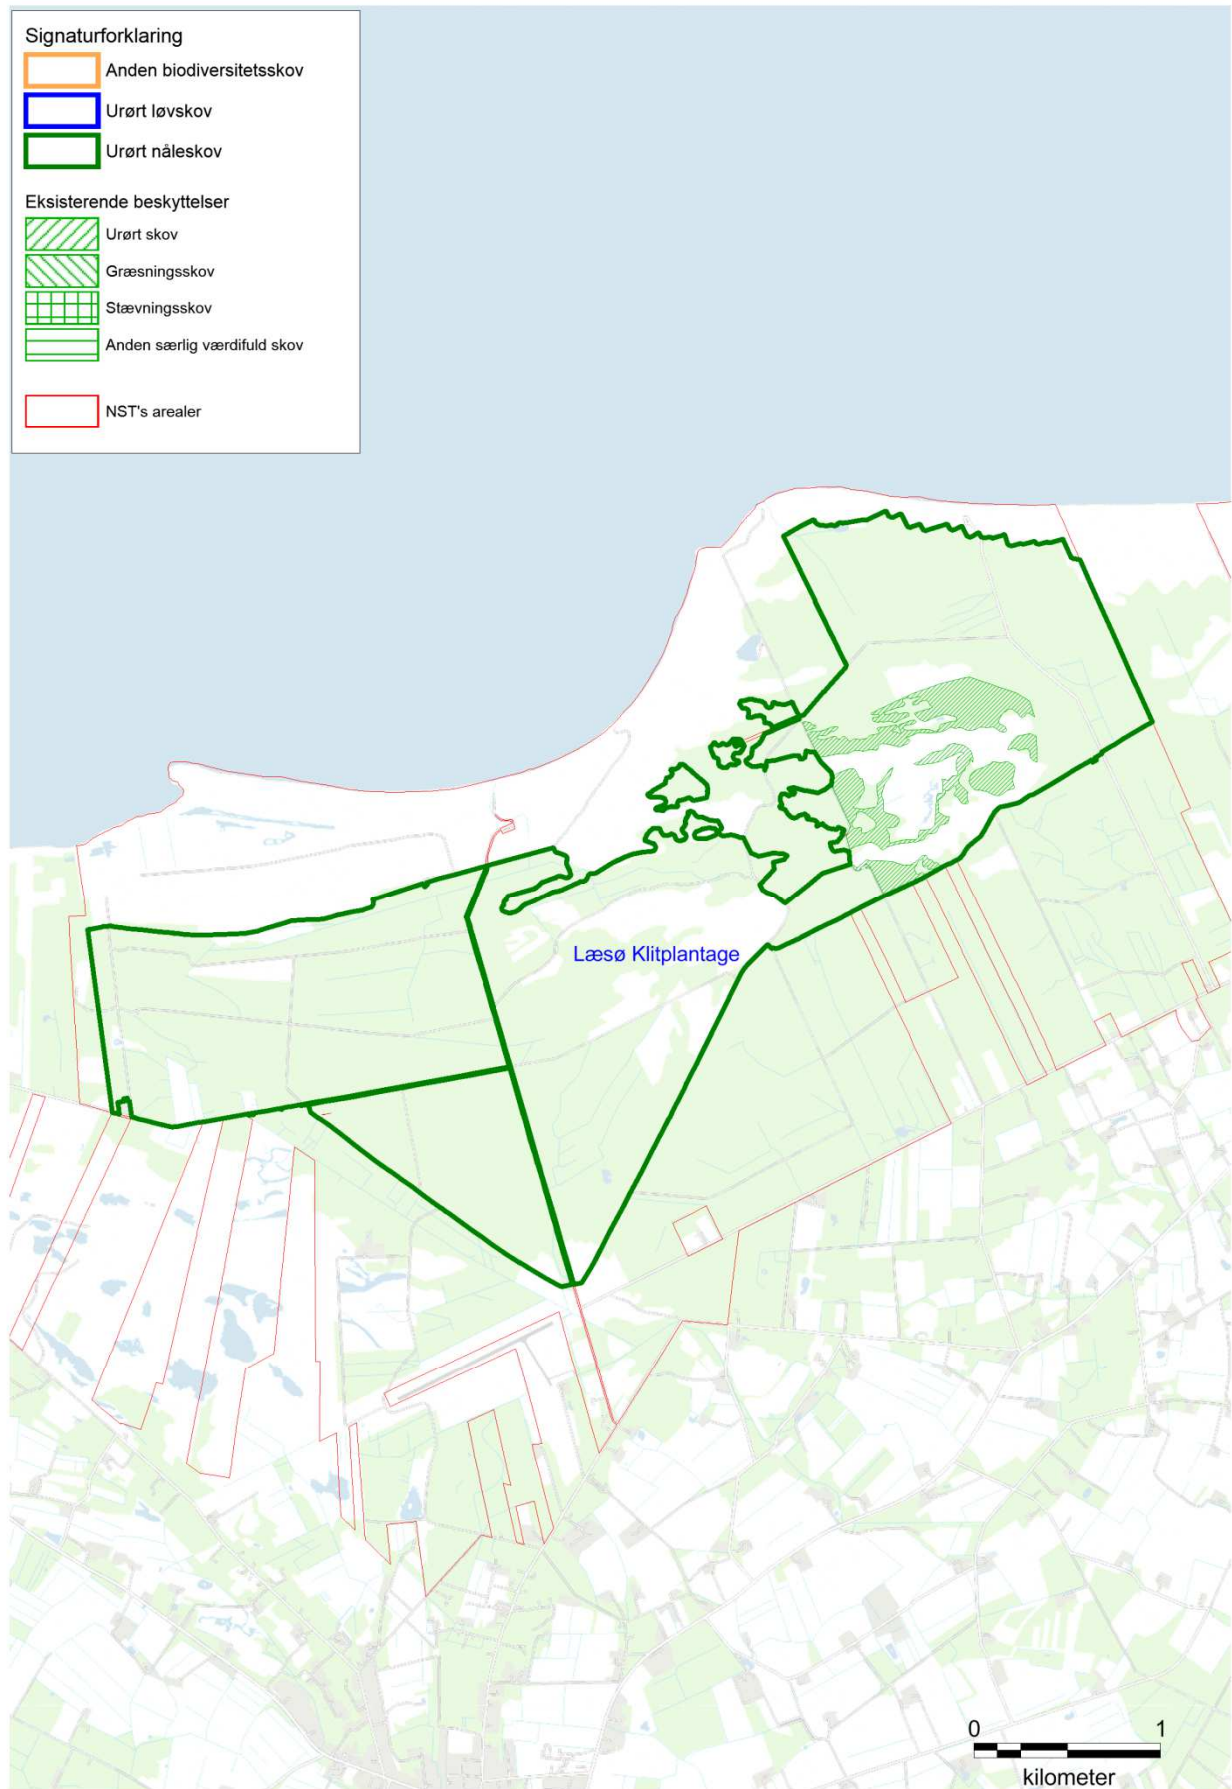 Signaturforklaring
Anden biodiversitetsskov
Urørt løvskov
Urørt nåleskov
Eksisterende beskyttelser
Urørt skov
Græsningsskov
Stævningsskov
Anden særlig værdifuld skov
NST's arealer
Læsø Klitplantage
0 1
kilometer